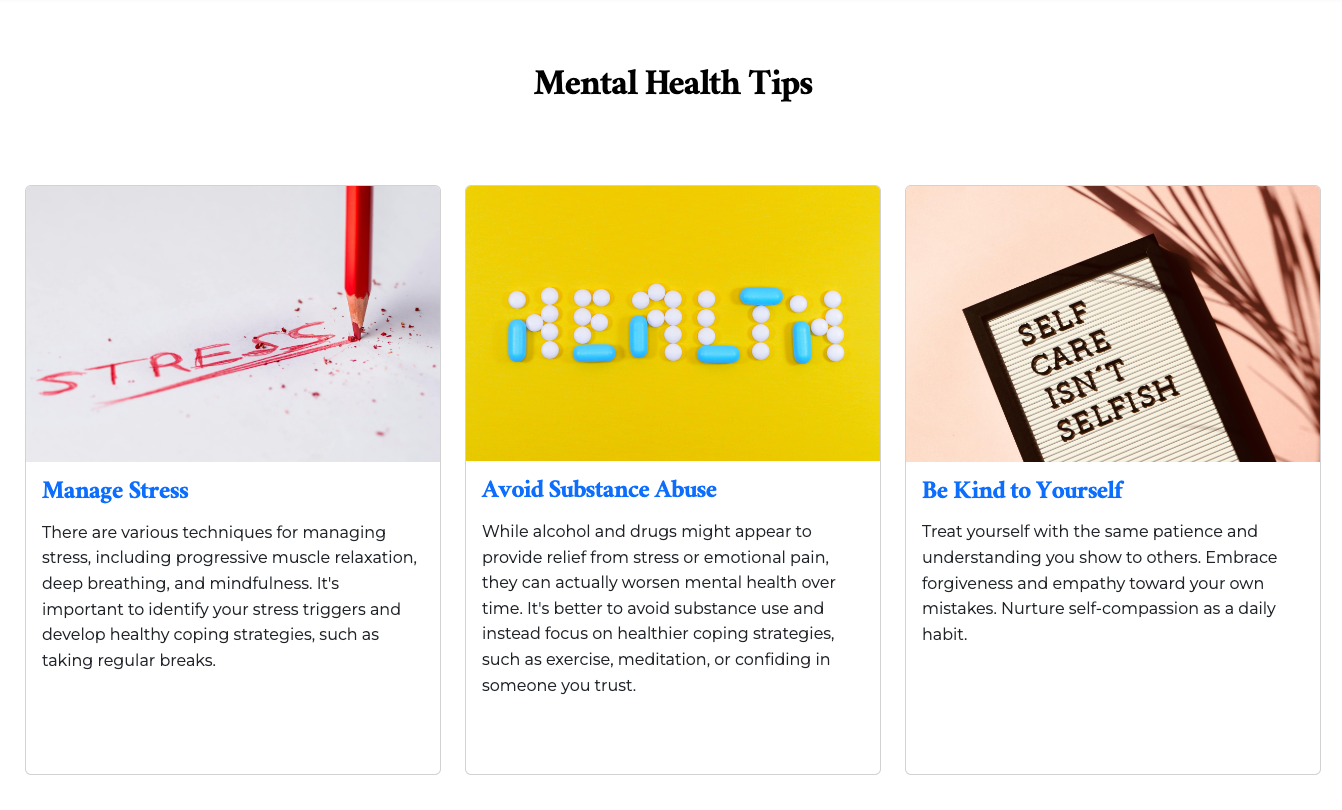 Mental Health Tips
STRESS
Manage Stress
There are various techniques for managing
stress, including progressive muscle relaxation,
deep breathing, and mindfulness. It's
important to identify your stress triggers and
develop healthy coping strategies, such as
taking regular breaks.
HEALTH
Avoid Substance Abuse
While alcohol and drugs might appear to
provide relief from stress or emotional pain,
they can actually worsen mental health over
time. It's better to avoid substance use and
instead focus on healthier coping strategies,
such as exercise, meditation, or confiding in
someone you trust.
SELF
CARE
ISN'T
SELFISH
Be Kind to Yourself
Treat yourself with the same patience and
understanding you show to others. Embrace
forgiveness and empathy toward your own
mistakes. Nurture self-compassion as a daily
habit.